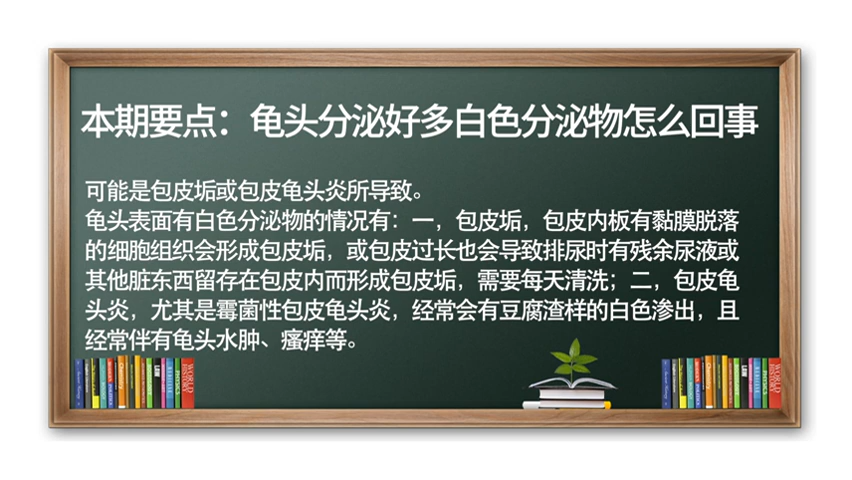 本期要点：龟头分泌好多白色分泌物怎么回事
可能是包皮垢或包皮龟头炎所导致。
龟头表面有白色分泌物的情况有：一，包皮垢，包皮内板有黏膜脱落
的细胞组织会形成包皮垢，或包皮过长也会导致排尿时有残余尿液或
其他脏东西留存在包皮内而形成包皮垢，需要每天清洗；二，包皮龟
头炎，尤其是霉菌性包皮龟头炎，经常会有豆腐渣样的白色渗出，且
经常伴有龟头水肿、瘙痒等。
LAW
PHYSICS
WORLD HISTORY
LAW
PHYSICS
WORLD HISTORY